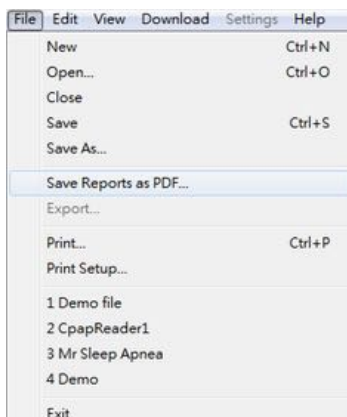 File Edit View Download Settings Help
New Ctrl+N
Open... Ctrl+O
Close
Save Ctrl+S
Save As...
Save Reports as PDF...
Export...
Print... Ctrl+P
Print Setup...
1 Demo file
2 CpapReader1
3 Mr Sleep Apnea
4 Demo
Exit